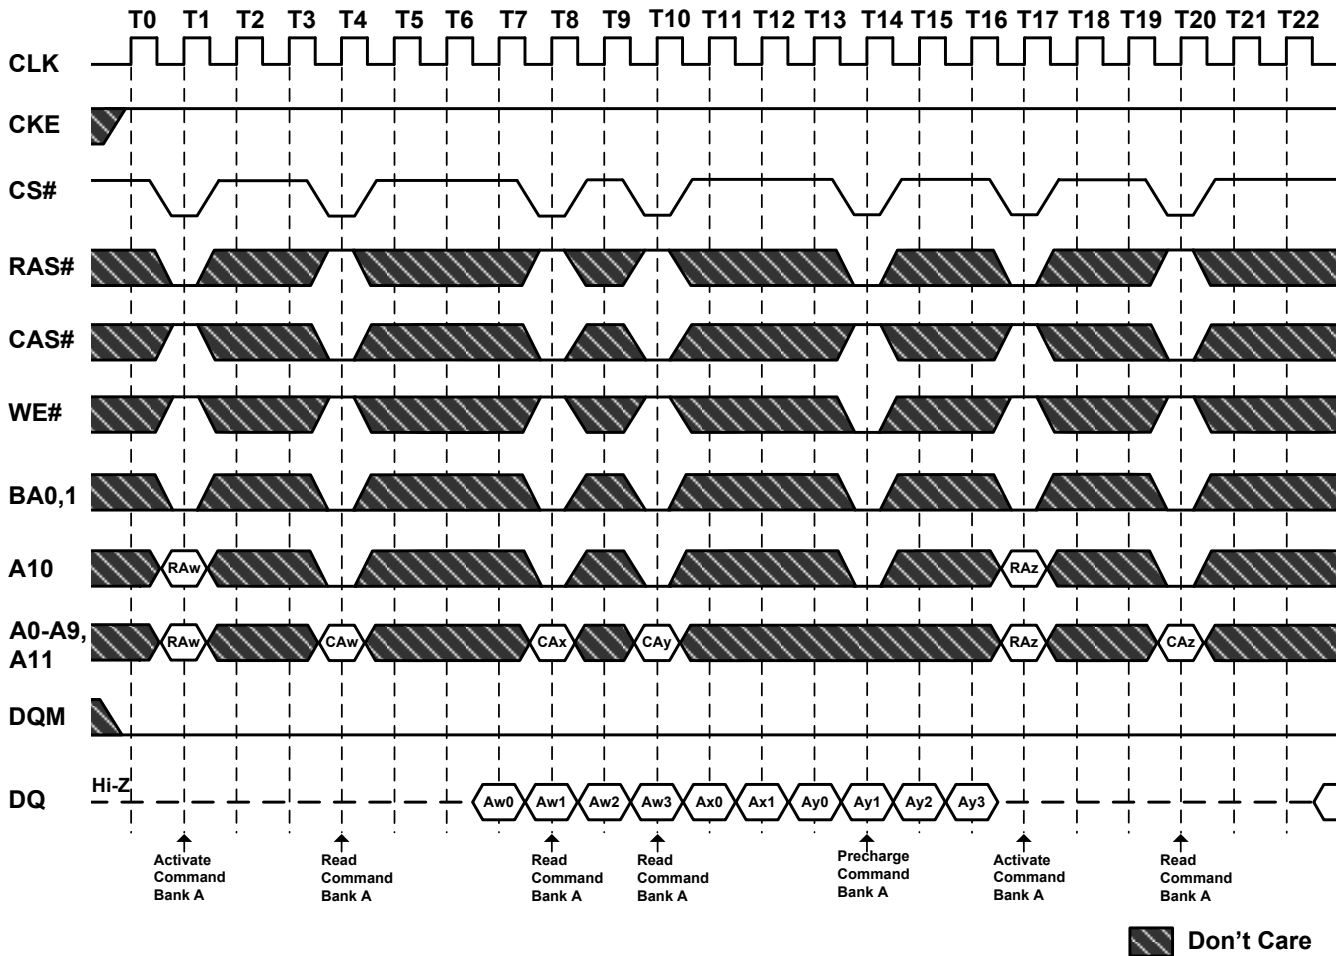 T0 T1 T2 T3 T4 T5 T6 T7 T8 T9 T10 T11 T12 T13 T14 T15 T16 T17 T18 T19 T20 T21 T22
CLK
CKE
CS#
RAS#
CAS#
WE#
BA0,1
A10 RAw RAz
A0-A9,
A11
RAw CAw CAx CAy RAz CAz
DQM
DQ Hi-Z Aw0 Aw1 Aw2 Aw3 Ax0 Ax1 Ay0 Ay1 Ay2 Ay3
Activate
Command
Bank A
Read
Command
Bank A
Read
Command
Bank A
Read
Command
Bank A
Precharge
Command
Bank A
Activate
Command
Bank A
Read
Command
Bank A
Don't Care